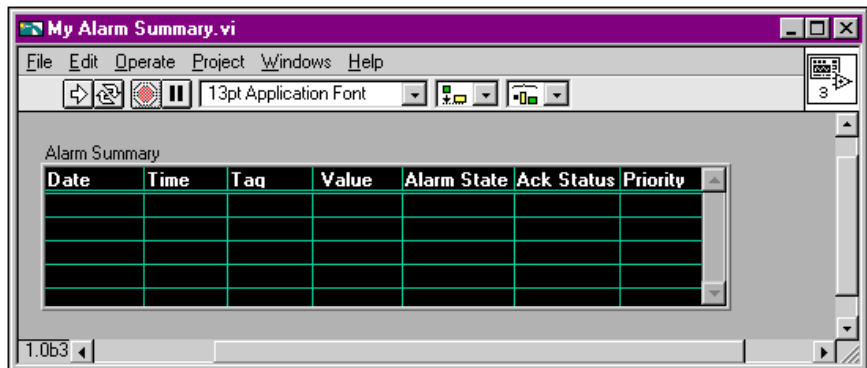 My Alarm Summary.vi
File Edit Operate Project Windows Help
13pt Application Font
3
Alarm Summary
Date Time Tag Value Alarm State Ack Status Priority
1.0b3